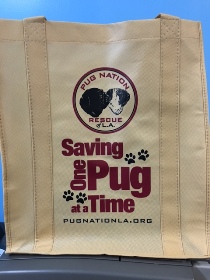 PUG NATION
RESCUE
of L.A.
Saving
One
Pug
at a
Time
PUGNATIONLA.ORG